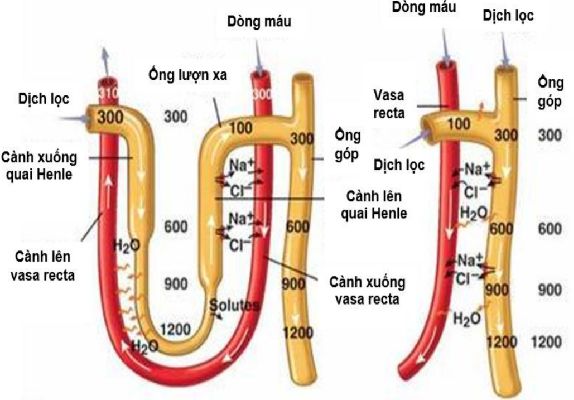 Dòng máu
Ống lượn xa
310
300
Dịch lọc
300
300
100
300
Ống
góp
Na⁺
Cl⁻
Cành xuống
quai Henle
Cành lên
quai Henle
Na⁺
Cl⁻
600
600
H₂O
Cành lên
vasa recta
900
900
Cành xuống
vasa recta
Solutes
1200
1200
H₂O
Dòng máu
Dịch lọc
Vasa
recta
Ống
góp
100
300
300
Dịch lọc
Na⁺
Cl⁻
H₂O
600
600
Na⁺
Cl⁻
900
900
H₂O
1200
1200